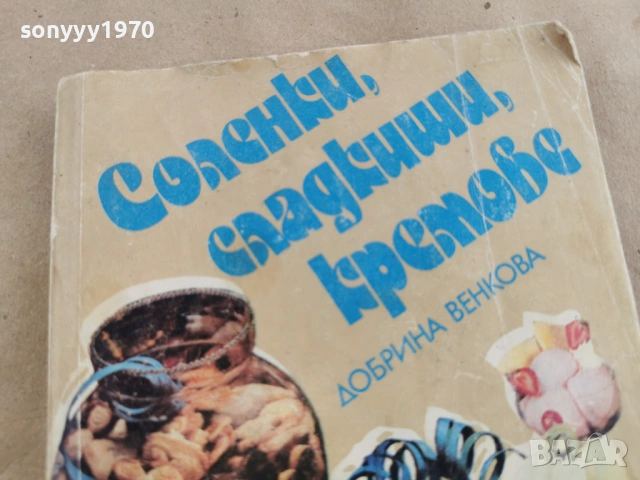 sonyyy1970
Соленки,
сладкиши,
кремове
ДОБРИНА ВЕНКОВА
BAZAR